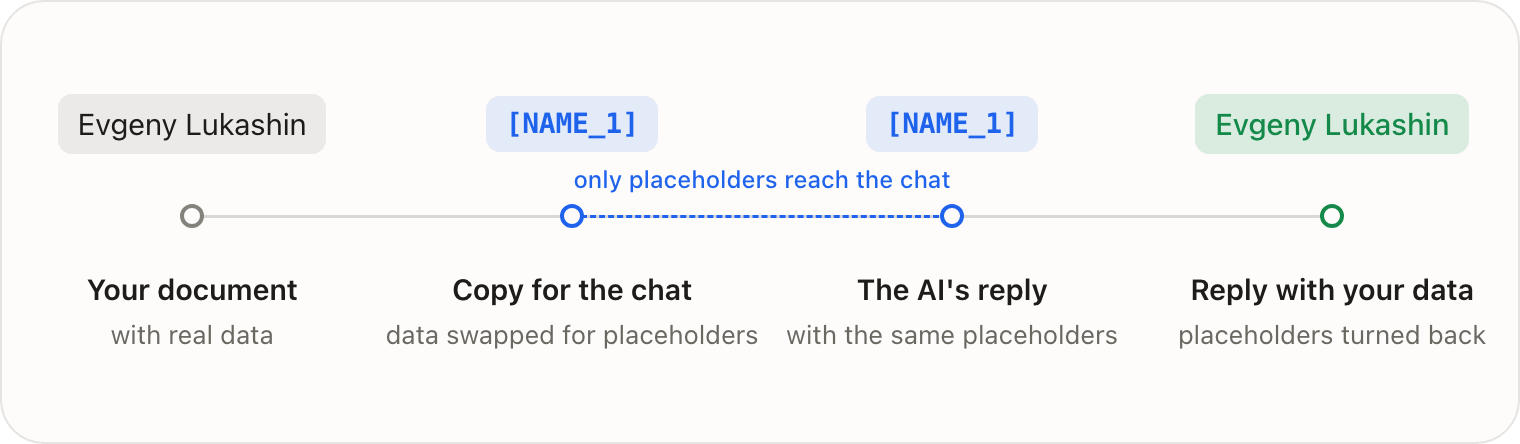 Evgeny Lukashin
[NAME_1]
[NAME_1]
Evgeny Lukashin
only placeholders reach the chat
Your document
Copy for the chat
The AI's reply
Reply with your data
with real data
data swapped for placeholders
with the same placeholders
placeholders turned back